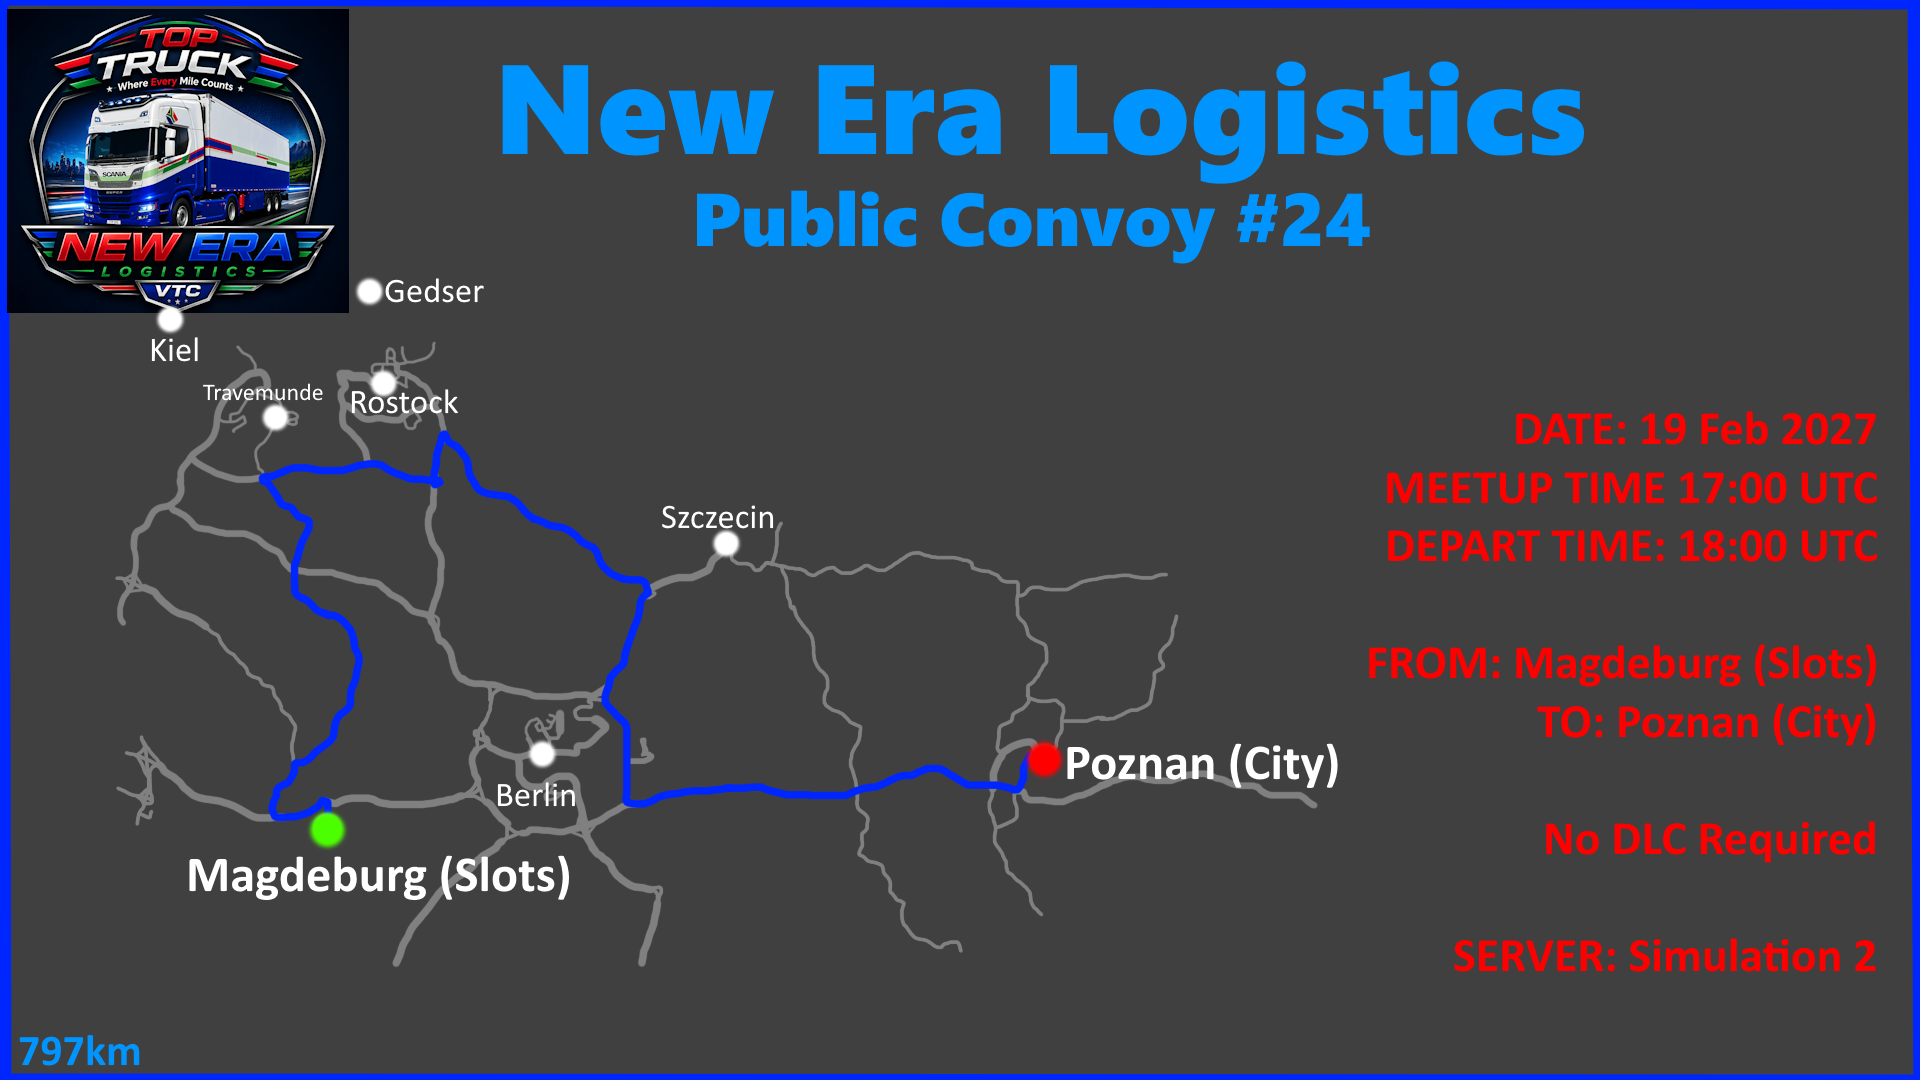 TOP
TRUCK
Where Every Mile Counts
SCANIA
NEW ERA
LOGISTICS
VTC
New Era Logistics
Public Convoy #24
Gedser
Kiel
Travemunde
Rostock
Szczecin
Berlin
Poznan (City)
Magdeburg (Slots)
DATE: 19 Feb 2027
MEETUP TIME 17:00 UTC
DEPART TIME: 18:00 UTC
FROM: Magdeburg (Slots)
TO: Poznan (City)
No DLC Required
SERVER: Simulation 2
797km